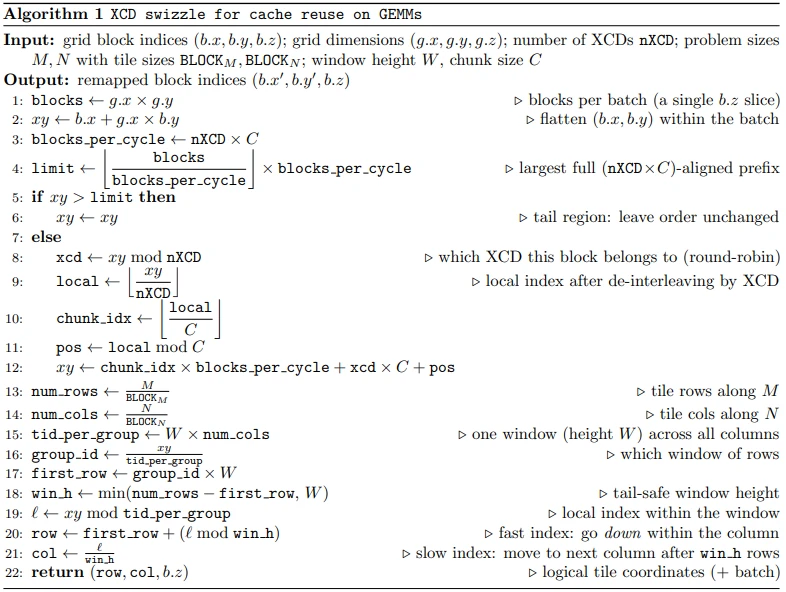 Algorithm 1 XCD swizzle for cache reuse on GEMMs
Input: grid block indices (b.x, b.y, b.z); grid dimensions (g.x, g.y, g.z); number of XCDs nXCD; problem sizes
M, N with tile sizes BLOCK_M, BLOCK_N; window height W, chunk size C
Output: remapped block indices (b.x′, b.y′, b.z)
1: blocks ← g.x × g.y ▷ blocks per batch (a single b.z slice)
2: xy ← b.x + g.x × b.y ▷ flatten (b.x, b.y) within the batch
3: blocks_per_cycle ← nXCD × C
4: limit ← ⌊blocks / blocks_per_cycle⌋ × blocks_per_cycle ▷ largest full (nXCD×C)-aligned prefix
5: if xy > limit then
6: xy ← xy ▷ tail region: leave order unchanged
7: else
8: xcd ← xy mod nXCD ▷ which XCD this block belongs to (round-robin)
9: local ← ⌊xy / nXCD⌋ ▷ local index after de-interleaving by XCD
10: chunk_idx ← ⌊local / C⌋
11: pos ← local mod C
12: xy ← chunk_idx × blocks_per_cycle + xcd × C + pos
13: num_rows ← M / BLOCK_M ▷ tile rows along M
14: num_cols ← N / BLOCK_N ▷ tile cols along N
15: tid_per_group ← W × num_cols ▷ one window (height W) across all columns
16: group_id ← xy / tid_per_group ▷ which window of rows
17: first_row ← group_id × W
18: win_h ← min(num_rows − first_row, W) ▷ tail-safe window height
19: ℓ ← xy mod tid_per_group ▷ local index within the window
20: row ← first_row + (ℓ mod win_h) ▷ fast index: go down within the column
21: col ← ℓ / win_h ▷ slow index: move to next column after win_h rows
22: return (row, col, b.z) ▷ logical tile coordinates (+ batch)